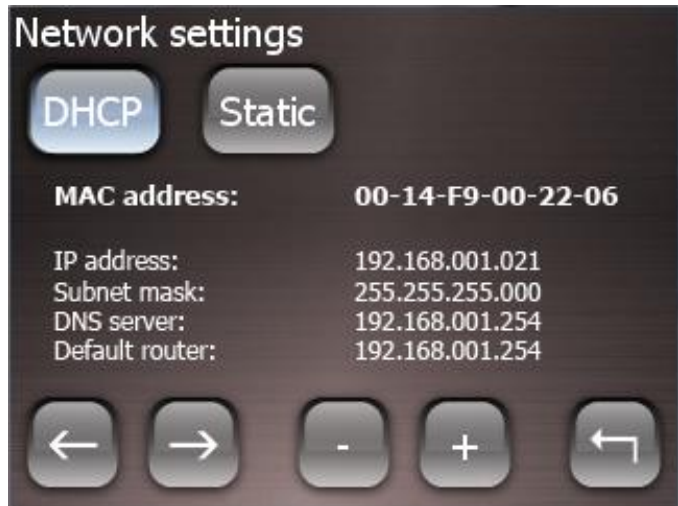 Network settings
DHCP Static
MAC address: 00-14-F9-00-22-06
IP address: 192.168.001.021
Subnet mask: 255.255.255.000
DNS server: 192.168.001.254
Default router: 192.168.001.254
← → - + ↰